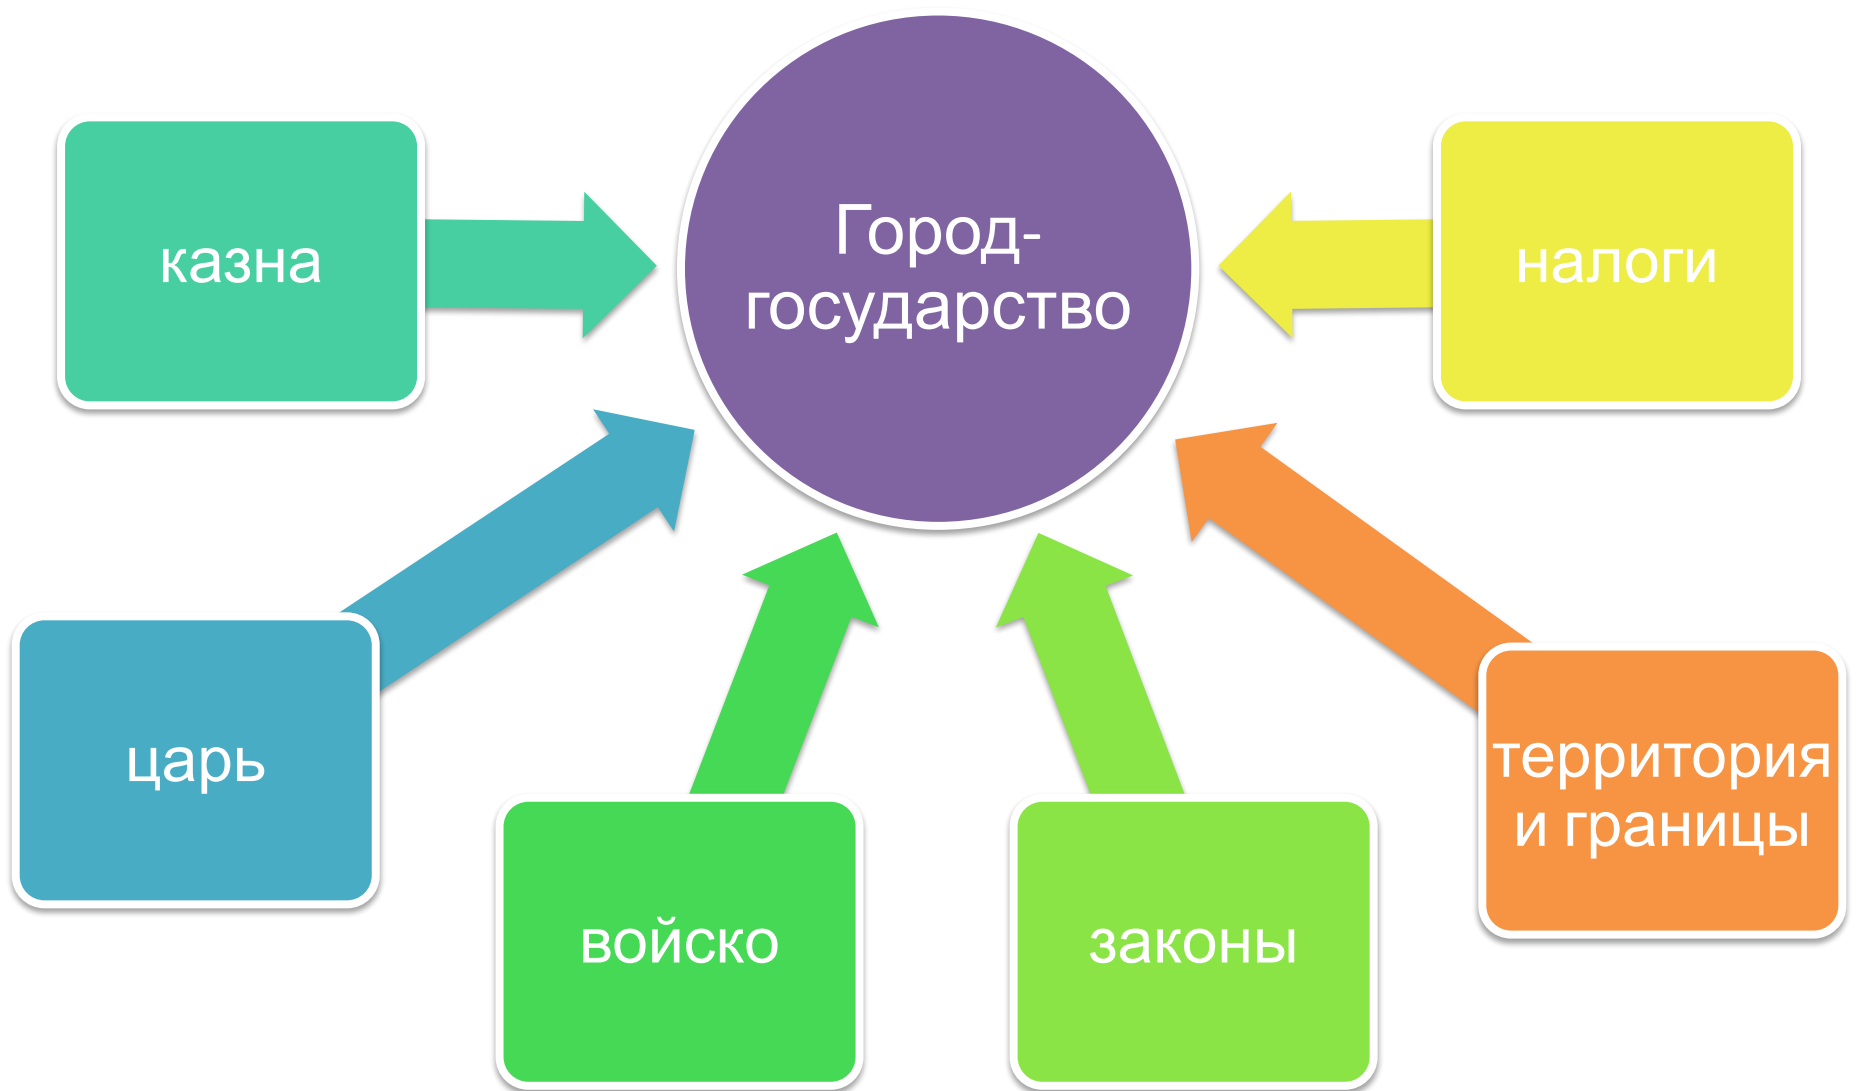 Город-
государство
казна
налоги
царь
территория
и границы
войско
законы